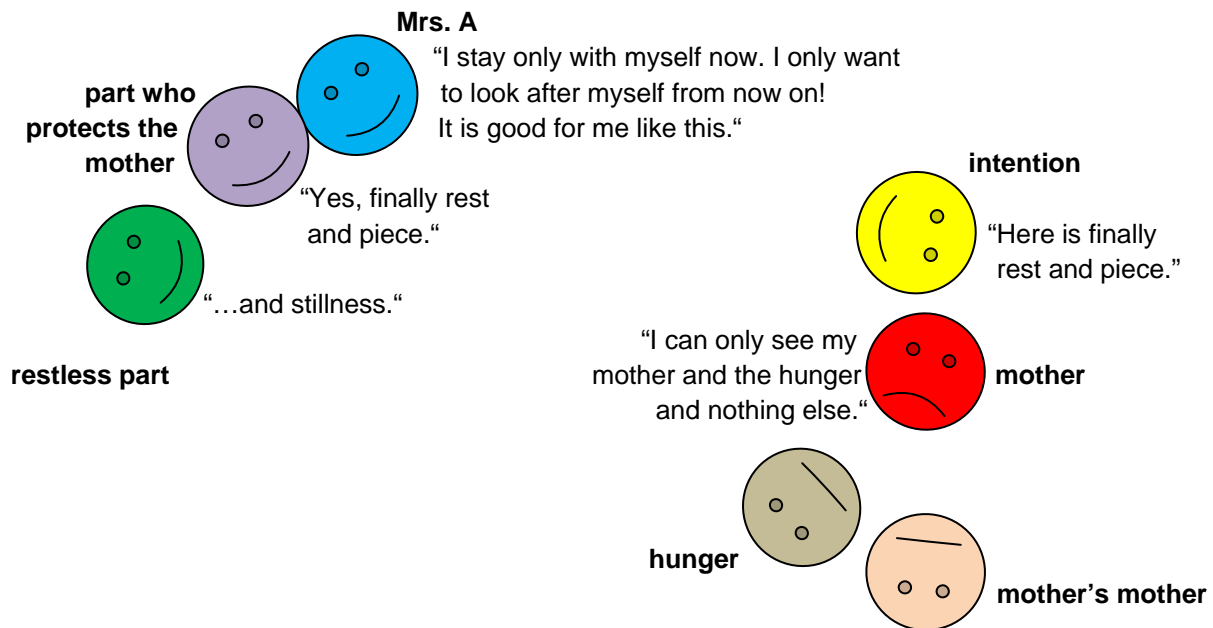 Mrs. A
“I stay only with myself now. I only want
to look after myself from now on!
It is good for me like this.“
part who
protects the
mother
“Yes, finally rest
and piece.“
“…and stillness.“
restless part
intention
“Here is finally
rest and piece.”
“I can only see my
mother and the hunger
and nothing else.“
mother
hunger
mother’s mother